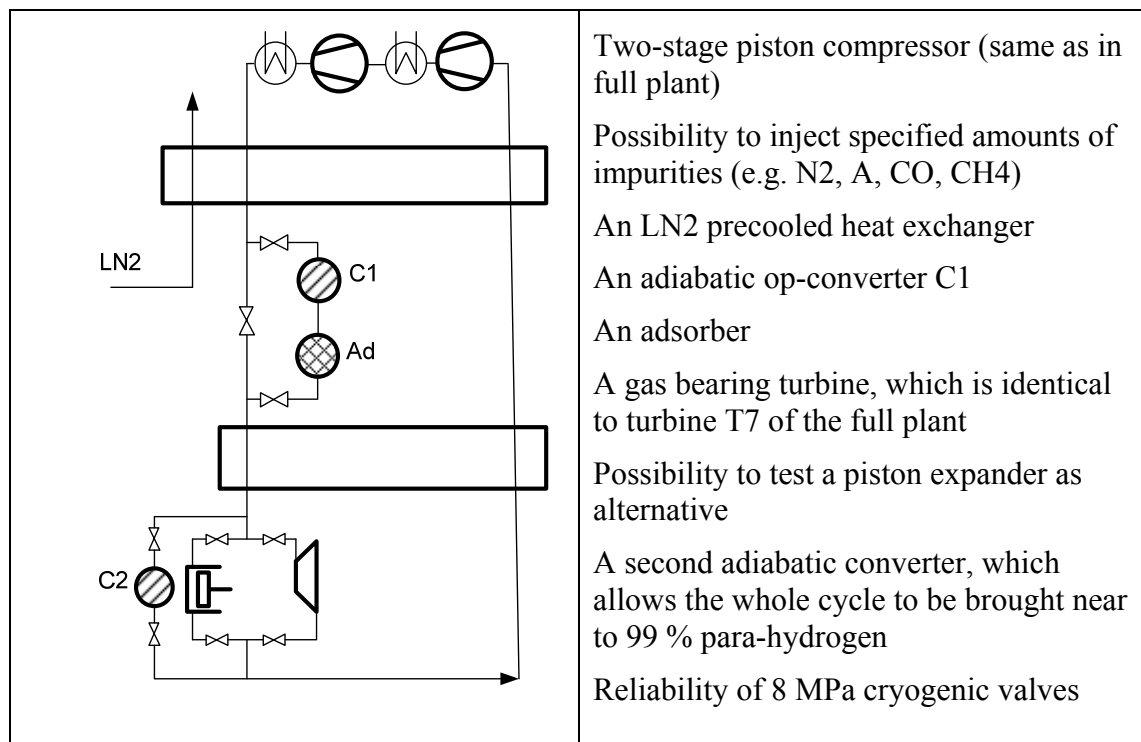 LN2
C1
Ad
C2
Two-stage piston compressor (same as in
full plant)
Possibility to inject specified amounts of
impurities (e.g. N2, A, CO, CH4)
An LN2 precooled heat exchanger
An adiabatic op-converter C1
An adsorber
A gas bearing turbine, which is identical
to turbine T7 of the full plant
Possibility to test a piston expander as
alternative
A second adiabatic converter, which
allows the whole cycle to be brought near
to 99 % para-hydrogen
Reliability of 8 MPa cryogenic valves